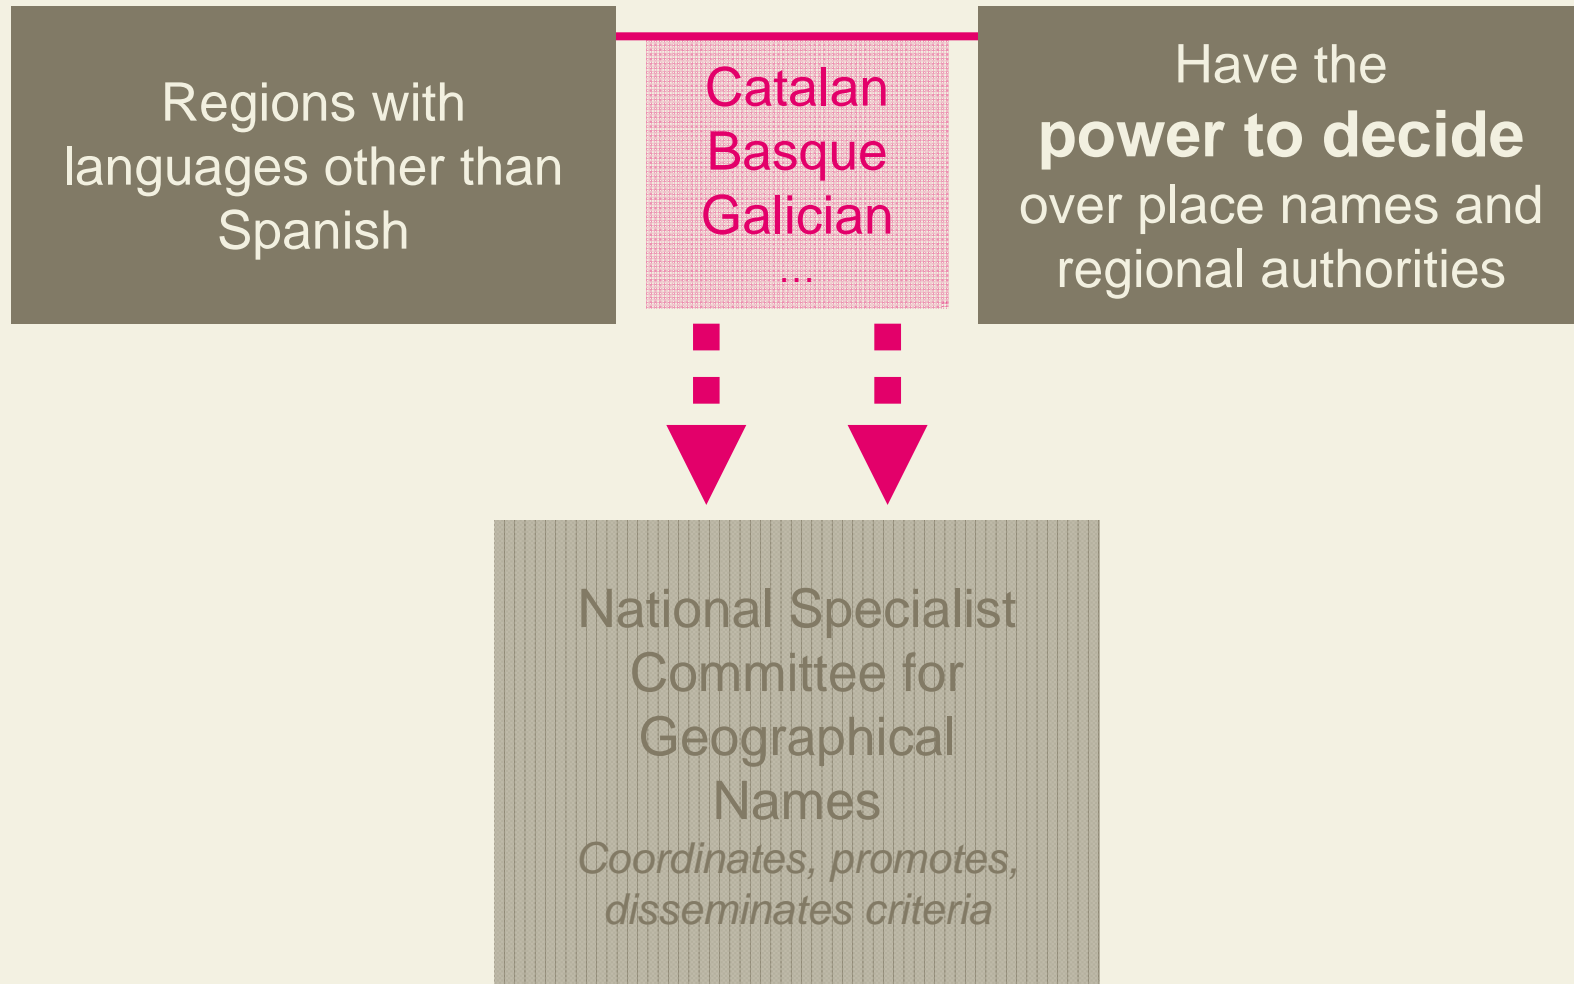 Regions with
languages other than
Spanish
Catalan
Basque
Galician
...
Have the
power to decide
over place names and
regional authorities
National Specialist
Committee for
Geographical
Names
Coordinates, promotes,
disseminates criteria